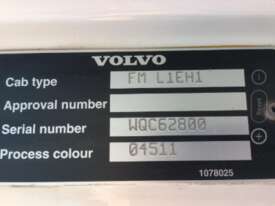 VOLVO
Cab type FM L1EH1
Approval number
Serial number WQC62800
Process colour 04511
1078025